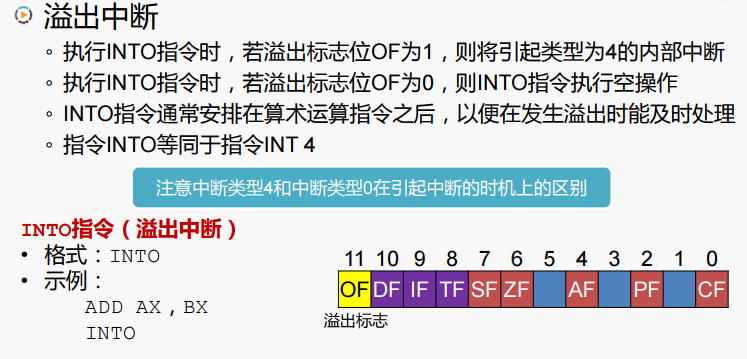 溢出中断
执行INTO指令时，若溢出标志位OF为1，则将引起类型为4的内部中断
执行INTO指令时，若溢出标志位OF为0，则INTO指令执行空操作
INTO指令通常安排在算术运算指令之后，以便在发生溢出时能及时处理
指令INTO等同于指令INT 4
注意中断类型4和中断类型0在引起中断的时机上的区别
INTO指令（溢出中断）
• 格式：INTO
• 示例：
ADD AX，BX
INTO
11 10 9 8 7 6 5 4 3 2 1 0
OF DF IF TF SF ZF AF PF CF
溢出标志